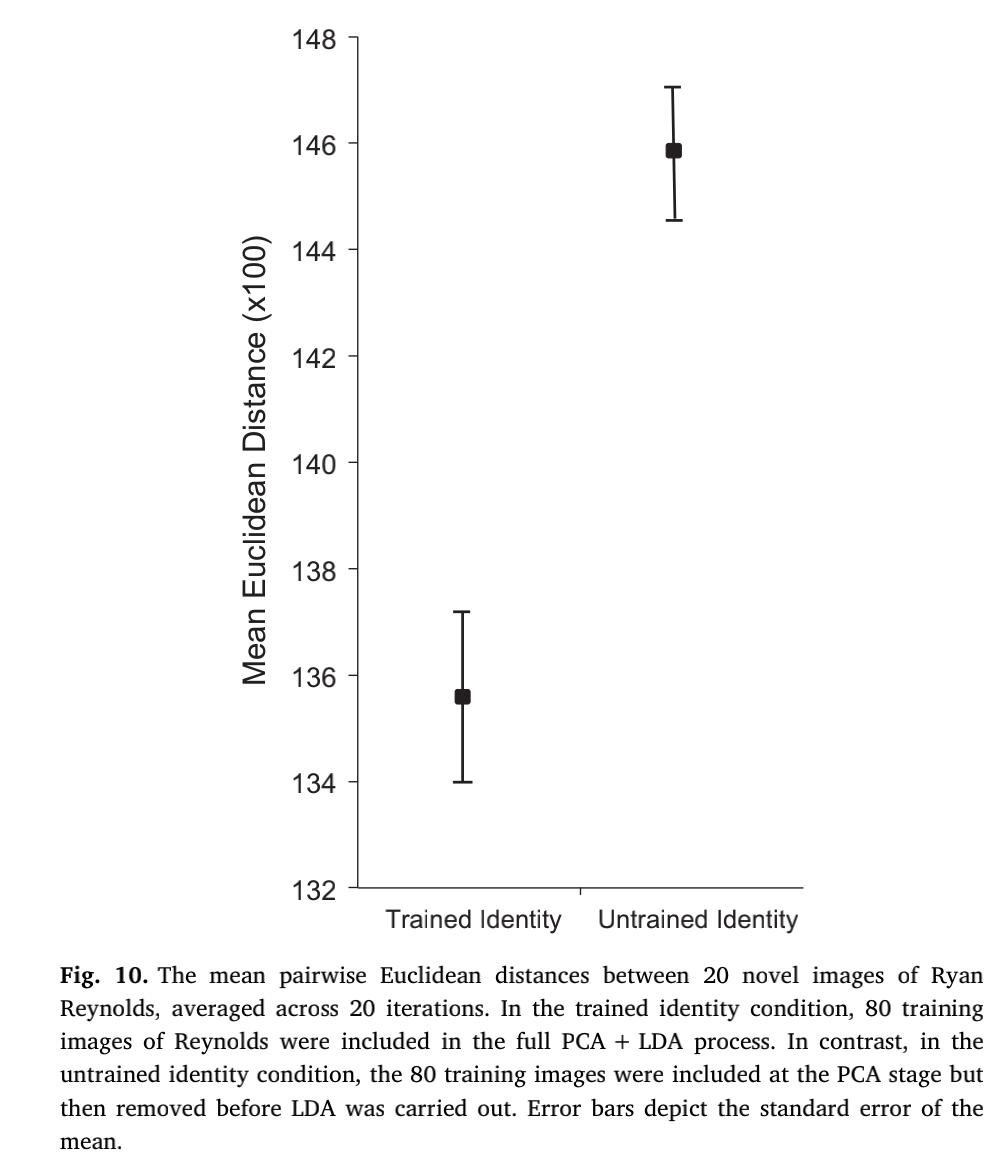 148
146
144
142
140
138
136
134
132
Mean Euclidean Distance (x100)
Trained Identity
Untrained Identity
Fig. 10. The mean pairwise Euclidean distances between 20 novel images of Ryan
Reynolds, averaged across 20 iterations. In the trained identity condition, 80 training
images of Reynolds were included in the full PCA + LDA process. In contrast, in the
untrained identity condition, the 80 training images were included at the PCA stage but
then removed before LDA was carried out. Error bars depict the standard error of the
mean.